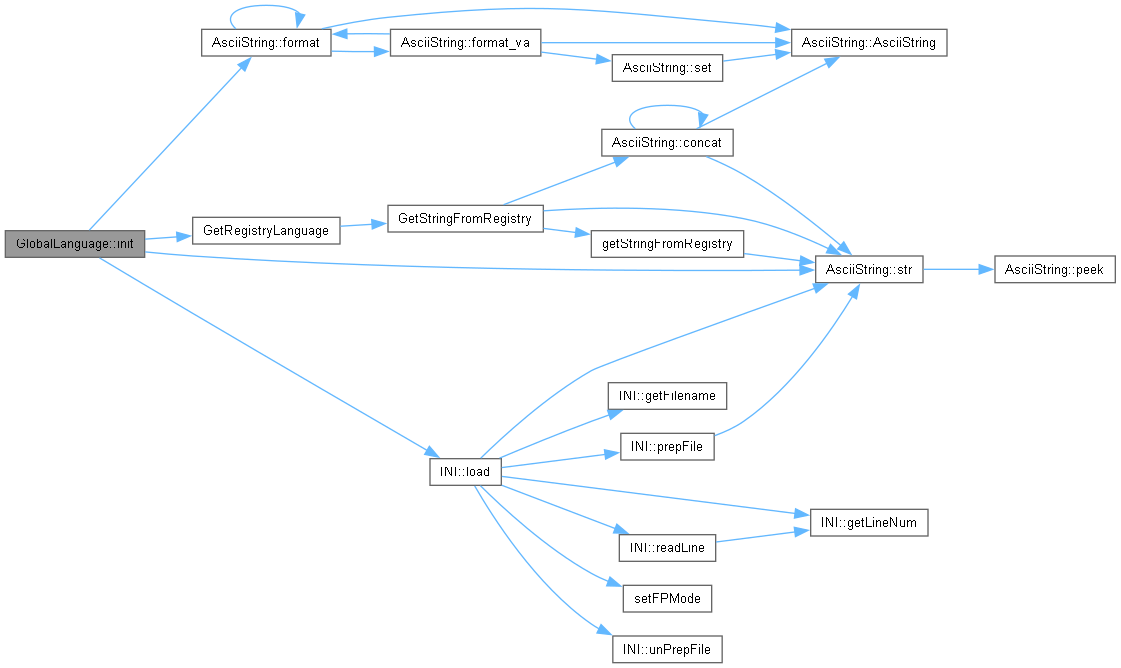 AsciiString::format
AsciiString::format_va
AsciiString::AsciiString
AsciiString::set
AsciiString::concat
GetStringFromRegistry
GetRegistryLanguage
GlobalLanguage::init
getStringFromRegistry
AsciiString::str
AsciiString::peek
INI::getFilename
INI::prepFile
INI::load
INI::getLineNum
INI::readLine
setFPMode
INI::unPrepFile